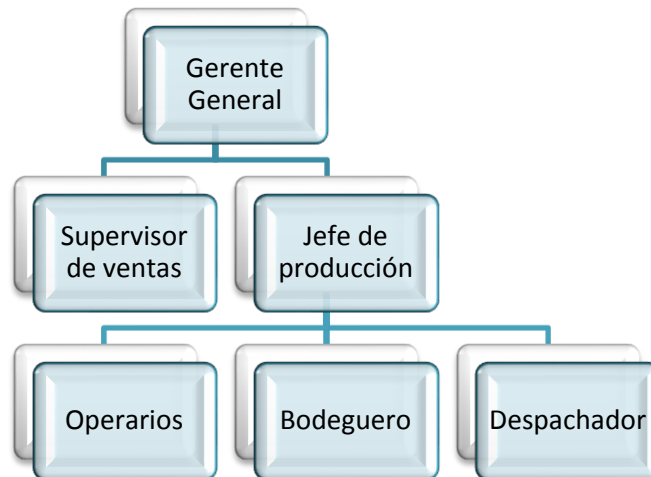 Gerente
General
Supervisor
de ventas
Jefe de
producción
Operarios
Bodeguero
Despachador